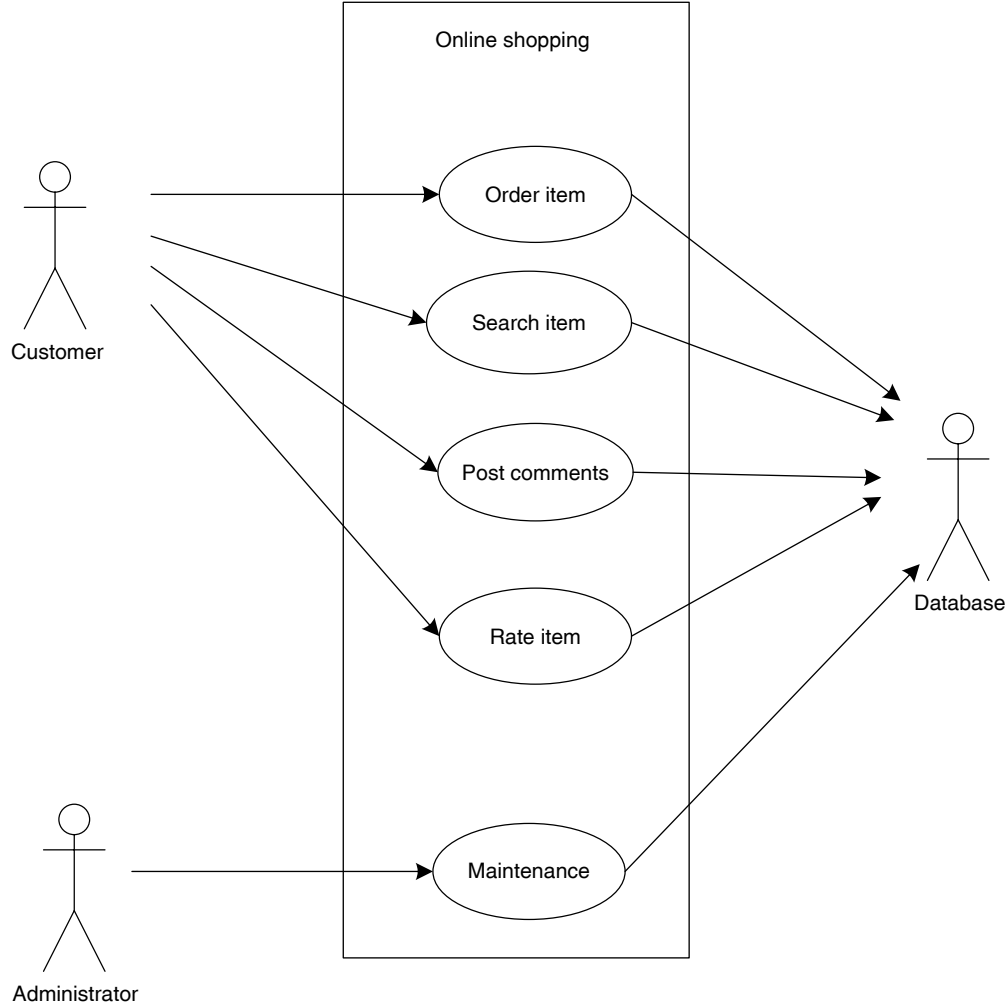 Online shopping
Order item
Search item
Customer
Post comments
Database
Rate item
Maintenance
Administrator